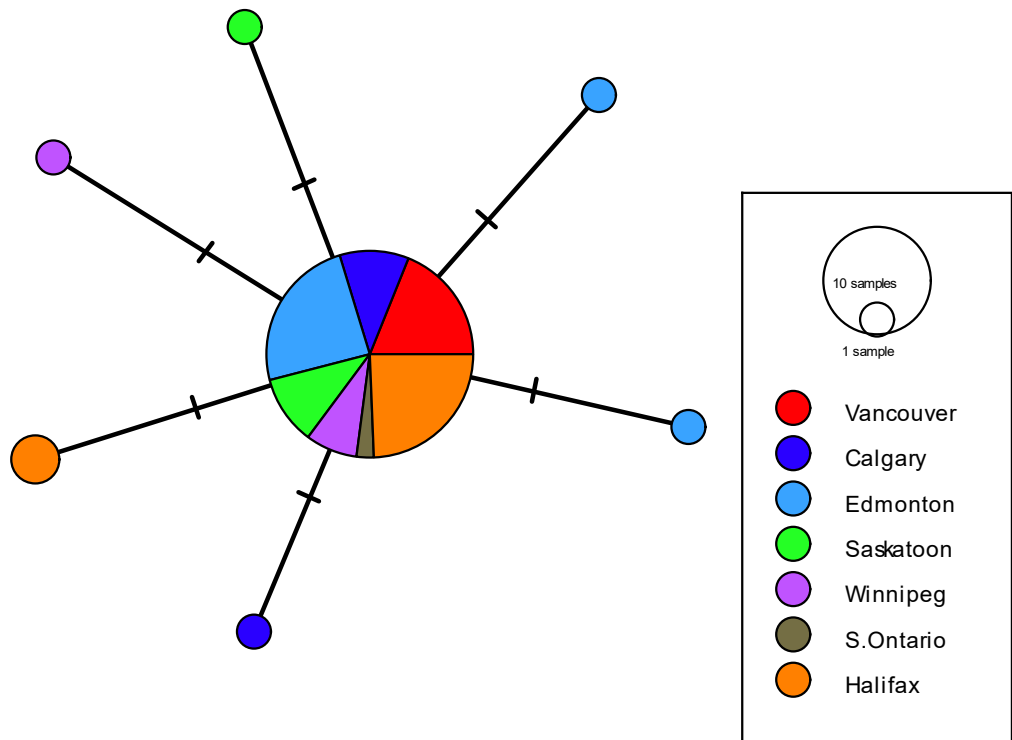 10 samples
1 sample
Vancouver
Calgary
Edmonton
Saskatoon
Winnipeg
S.Ontario
Halifax